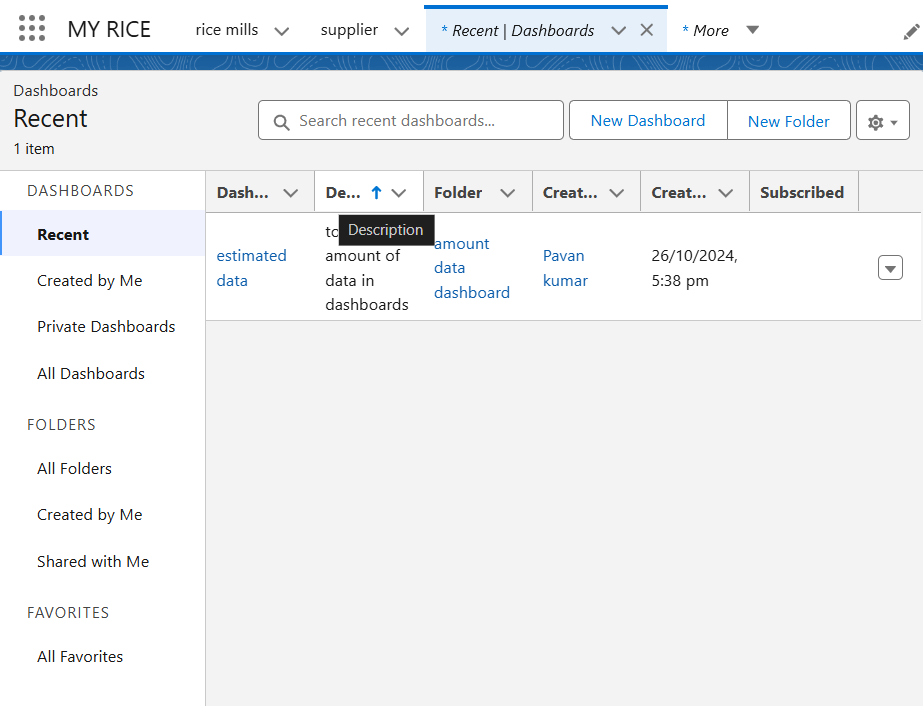 MY RICE
rice mills
supplier
* Recent | Dashboards
* More
Dashboards
Recent
1 item
Search recent dashboards...
New Dashboard
New Folder
DASHBOARDS
Recent
Created by Me
Private Dashboards
All Dashboards
FOLDERS
All Folders
Created by Me
Shared with Me
FAVORITES
All Favorites
Dash...
De...
Folder
Creat...
Creat...
Subscribed
Description
estimated
data
amount of
data in
dashboards
amount
data
dashboard
Pavan
kumar
26/10/2024,
5:38 pm